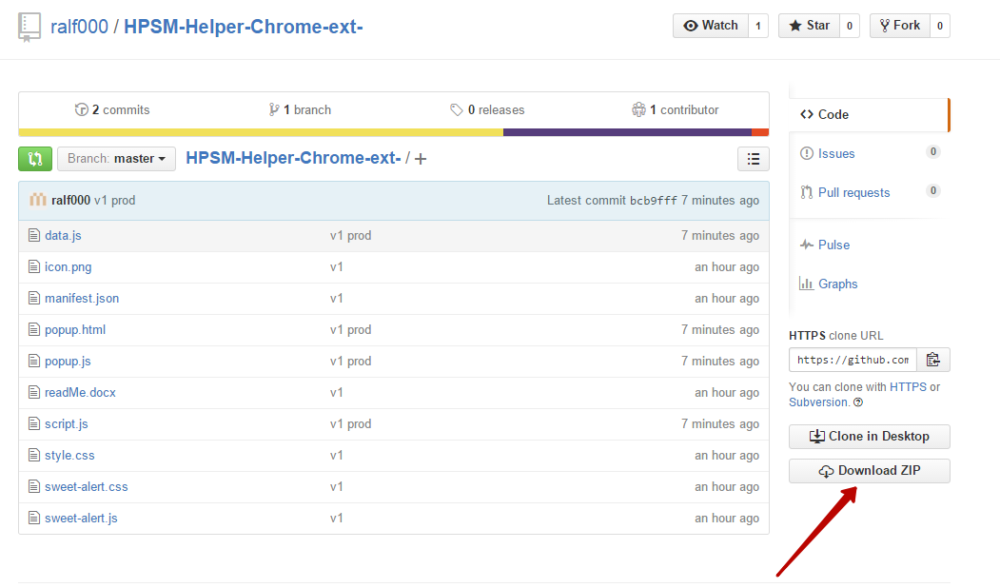 ralf000 / HPSM-Helper-Chrome-ext-
Watch 1 Star 0 Fork 0
2 commits 1 branch 0 releases 1 contributor
Branch: master HPSM-Helper-Chrome-ext- / +
ralf000 v1 prod Latest commit bcb9fff 7 minutes ago
data.js v1 prod 7 minutes ago
icon.png v1 an hour ago
manifest.json v1 an hour ago
popup.html v1 prod 7 minutes ago
popup.js v1 prod 7 minutes ago
readMe.docx v1 an hour ago
script.js v1 prod 7 minutes ago
style.css v1 an hour ago
sweet-alert.css v1 an hour ago
sweet-alert.js v1 an hour ago
Code
Issues 0
Pull requests 0
Pulse
Graphs
HTTPS clone URL
https://github.com
You can clone with HTTPS or
Subversion.
Clone in Desktop
Download ZIP